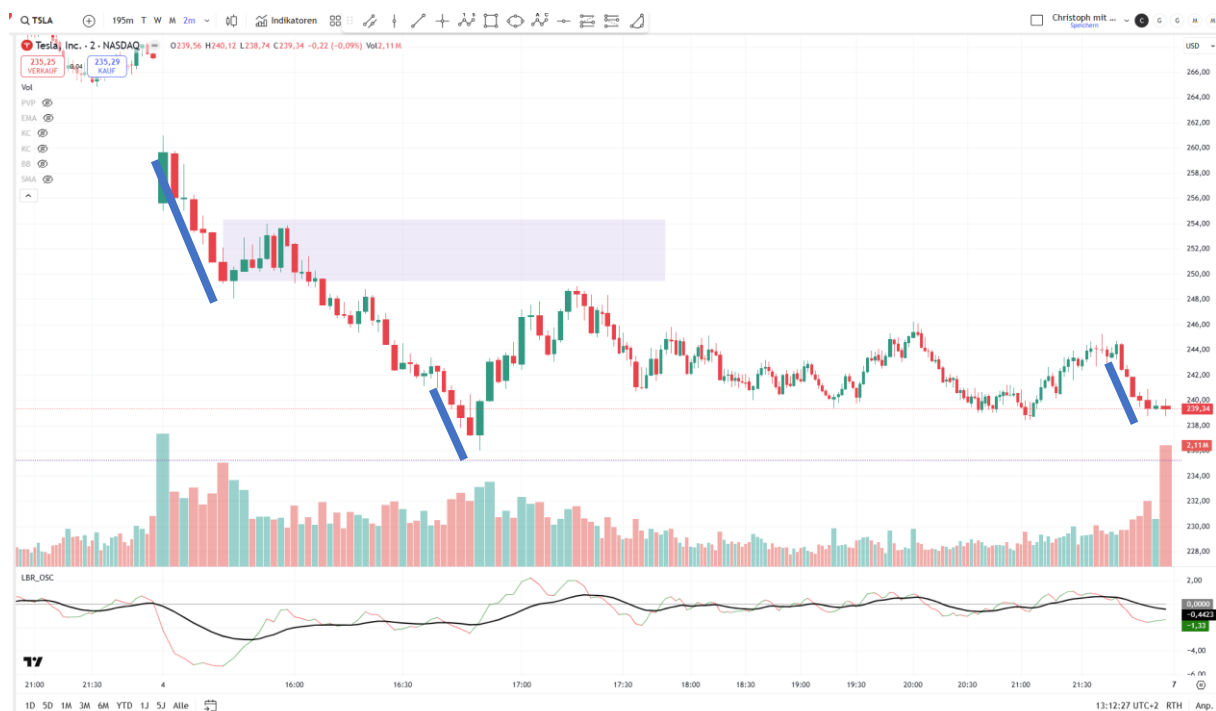 TSLA 195m T W M 2m Indikatoren Christoph mit ... C G G M M
Speichern
Tesla, Inc. · 2 · NASDAQ O239,56 H240,12 L238,74 C239,34 −0,22 (−0,09%) Vol2,11M USD
235,25 0,04 235,29
VERKAUF KAUF
Vol
PVP
EMA
KC
KC
BB
SMA
266,00
264,00
262,00
260,00
258,00
256,00
254,00
252,00
250,00
248,00
246,00
244,00
242,00
240,00
239,34
238,00
2,11M
234,00
232,00
230,00
228,00
LBR_OSC
2,00
0,0000
−0,4423
−1,33
−4,00
−6,00
21:00 21:30 4 16:00 16:30 17:00 17:30 18:00 18:30 19:00 19:30 20:00 20:30 21:00 21:30 7
1D 5D 1M 3M 6M YTD 1J 5J Alle 13:12:27 UTC+2 RTH Anp.